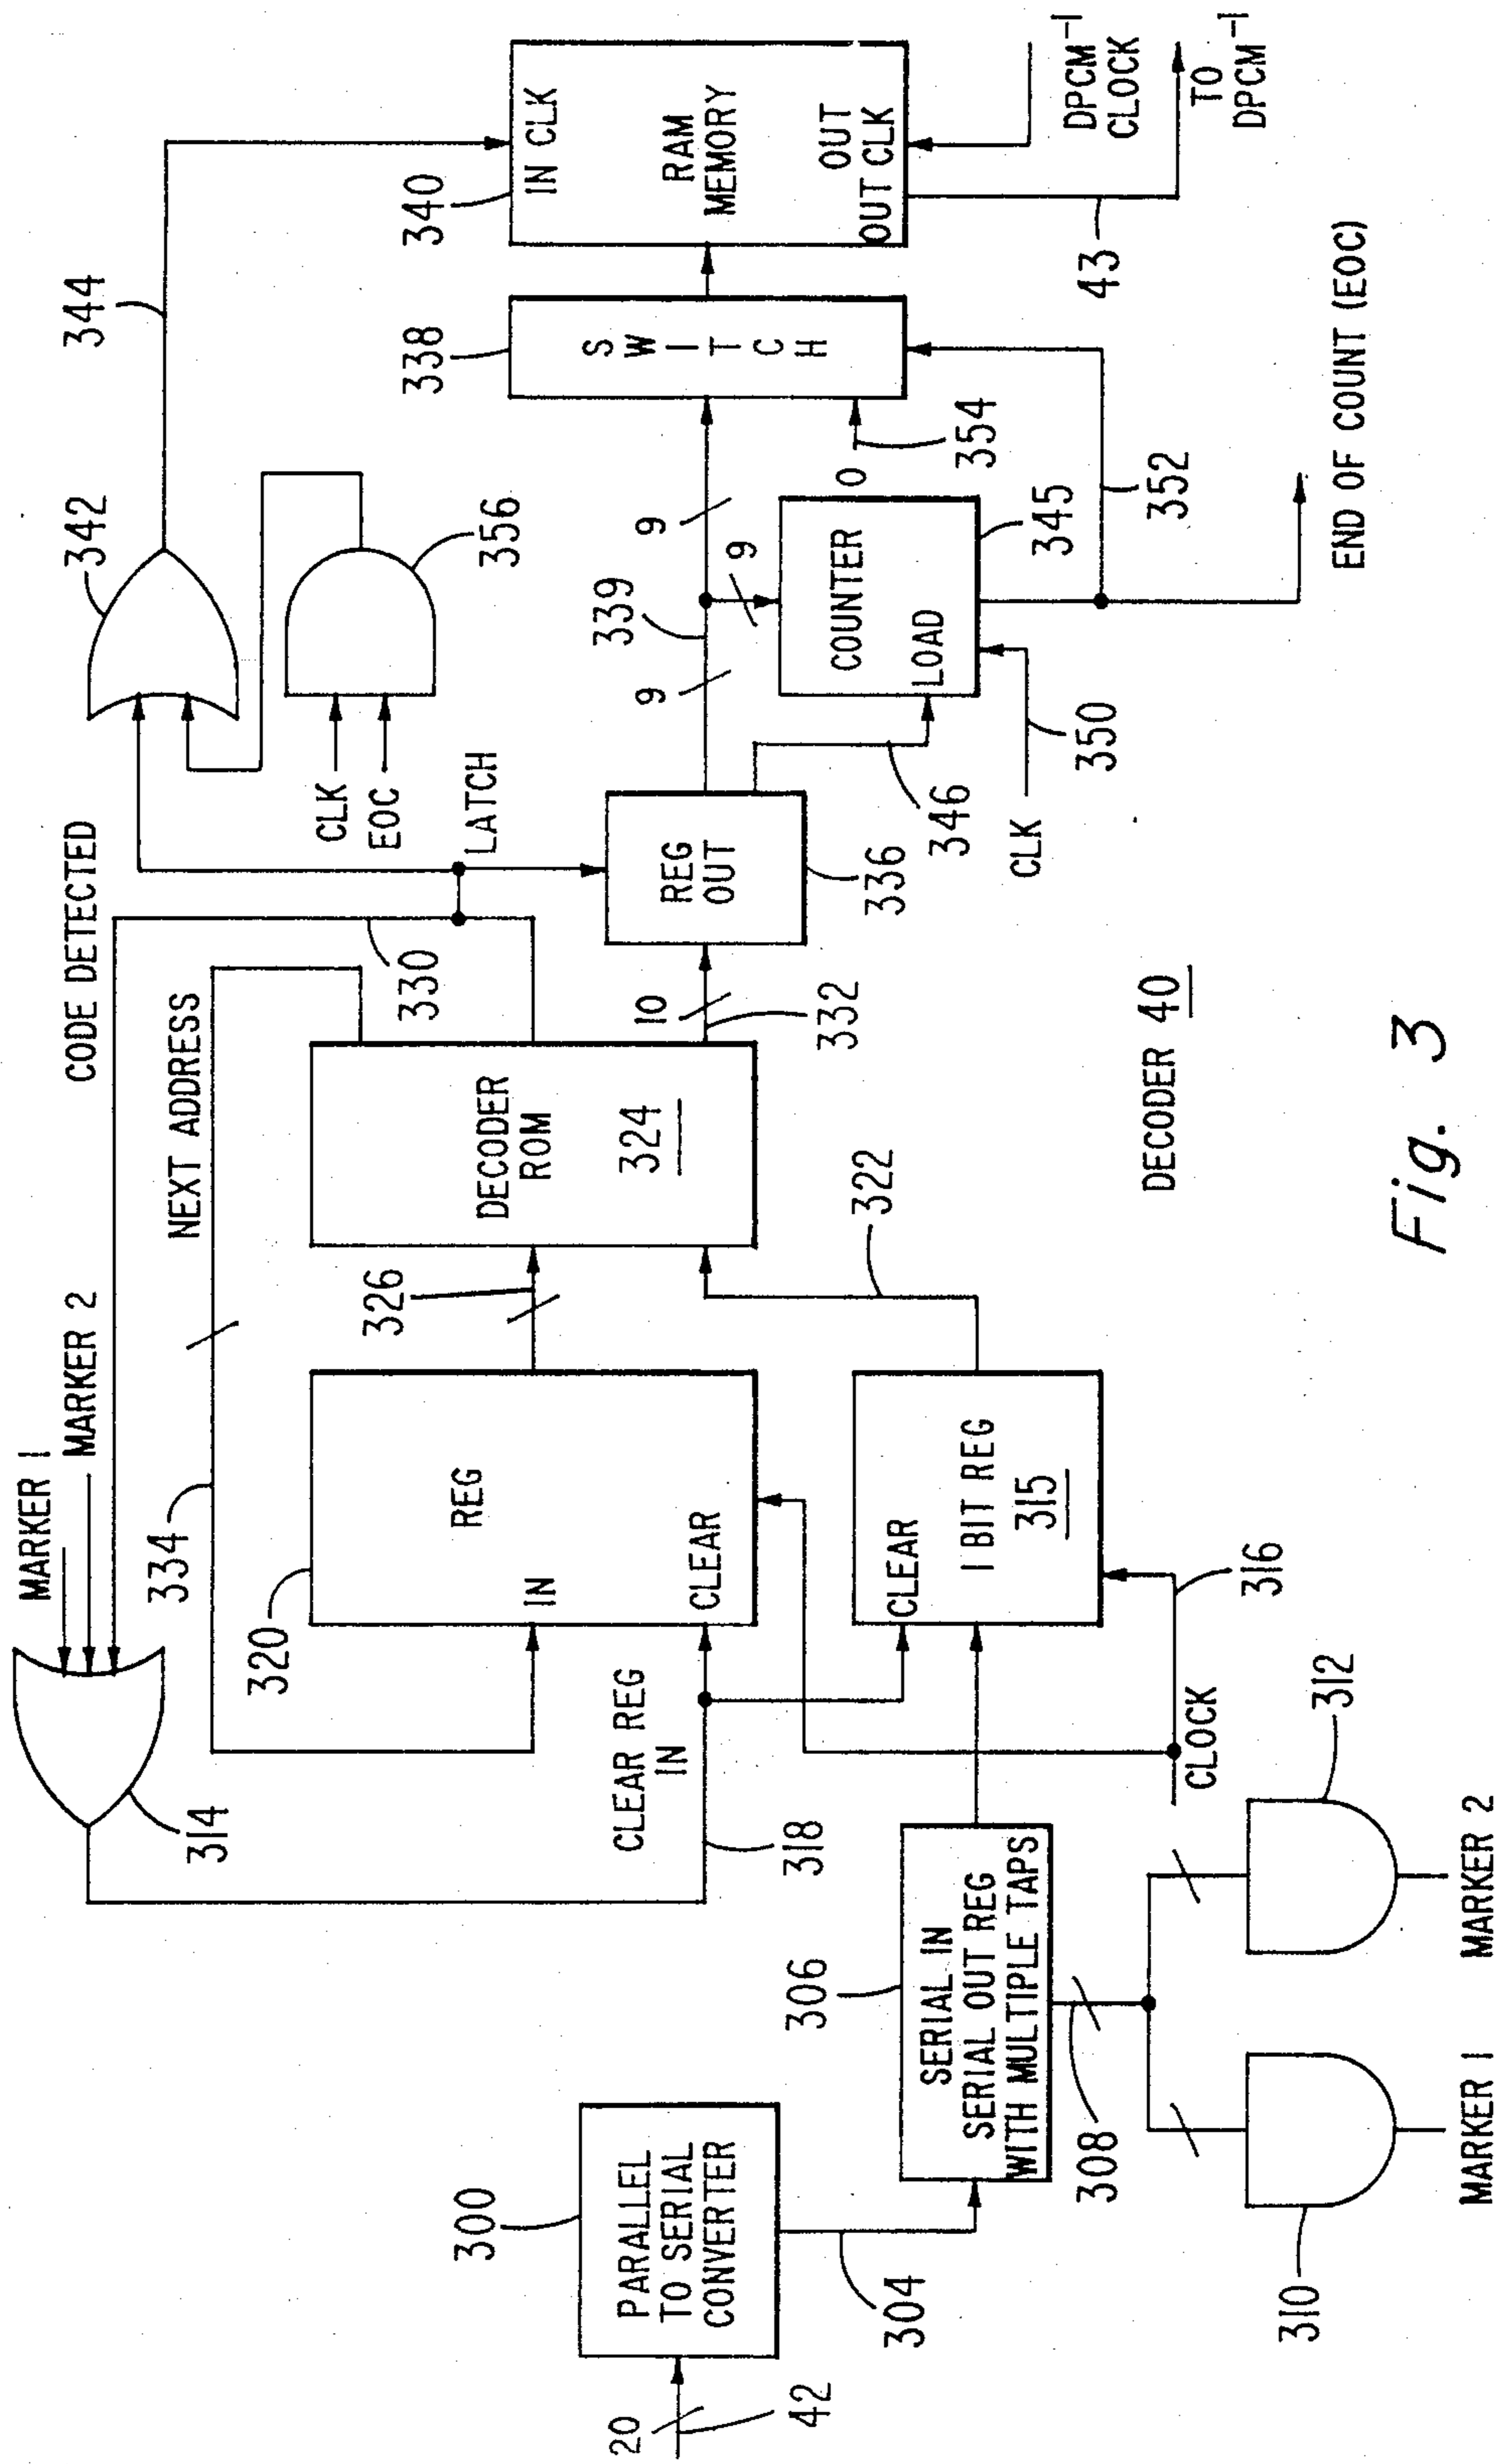 MARKER 1
MARKER 2
CODE DETECTED
314
334
NEXT ADDRESS
330
342
344
CLK
EOC
356
LATCH
320
REG
IN
CLEAR
326
DECODER
ROM
324
10
332
REG
OUT
336
9
339
9
9
338
SWITCH
340
IN CLK
RAM
MEMORY
OUT
OUT CLK
CLEAR REG
IN
318
CLEAR
1 BIT REG
315
322
346
COUNTER
LOAD
345
CLK
350
0
354
352
43
DPCM⁻¹
CLOCK
TO
DPCM⁻¹
END OF COUNT (EOC)
20
42
300
PARALLEL
TO SERIAL
CONVERTER
304
306
SERIAL IN
SERIAL OUT REG
WITH MULTIPLE TAPS
308
310
312
MARKER 1
MARKER 2
CLOCK
316
DECODER 40
Fig. 3